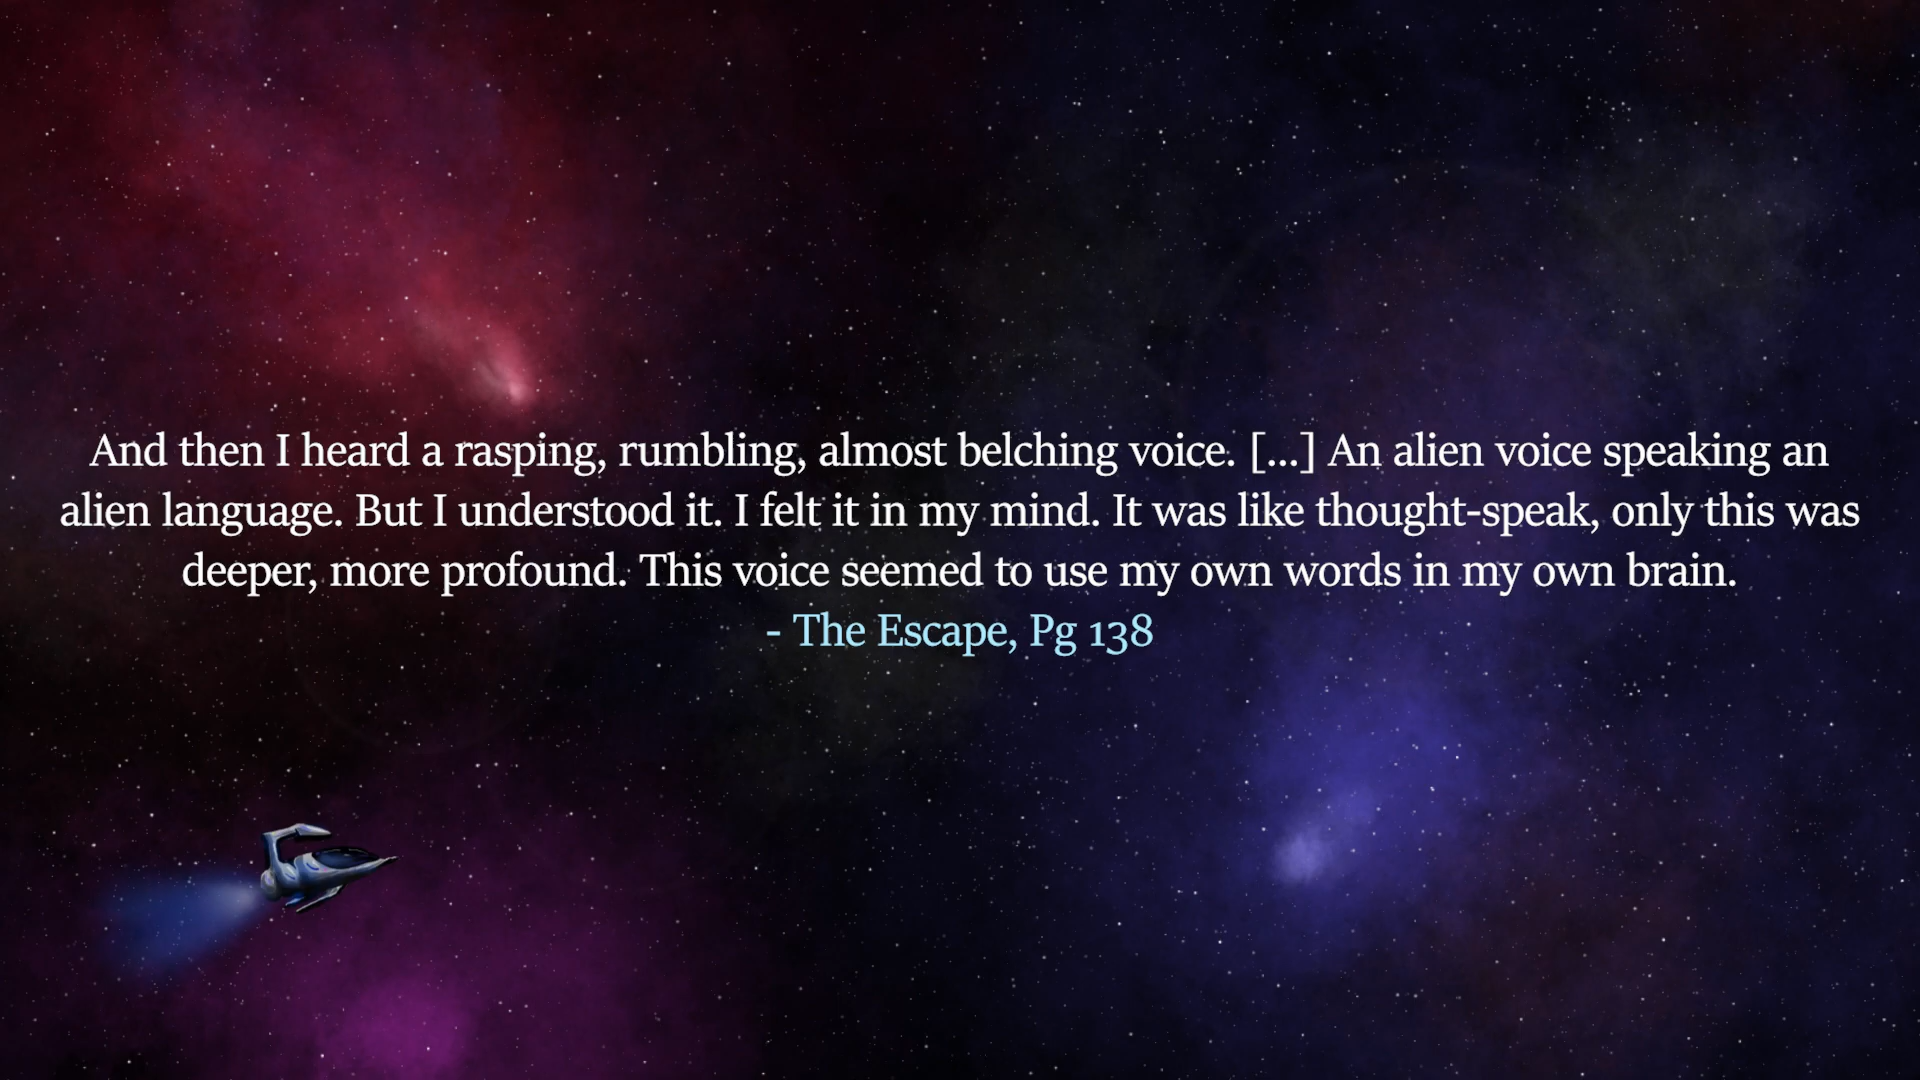 And then I heard a rasping, rumbling, almost belching voice. [...] An alien voice speaking an
alien language. But I understood it. I felt it in my mind. It was like thought-speak, only this was
deeper, more profound. This voice seemed to use my own words in my own brain.
- The Escape, Pg 138